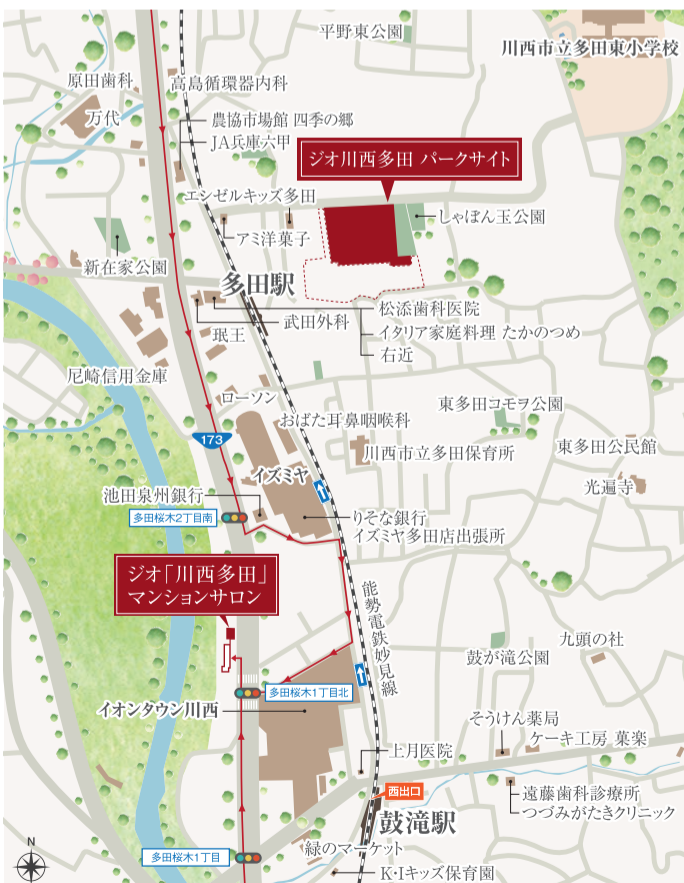 平野東公園
川西市立多田東小学校
原田歯科
高島循環器内科
万代
農協市場館 四季の郷
JA兵庫六甲
ジオ川西多田 パークサイト
エンゼルキッズ多田
しゃぼん玉公園
アミ洋菓子
新在家公園
多田駅
松添歯科医院
武田外科
珉王
イタリア家庭料理 たかのつめ
右近
尼崎信用金庫
ローソン
東多田コモヲ公園
おばた耳鼻咽喉科
173
川西市立多田保育所
東多田公民館
イズミヤ
光遍寺
池田泉州銀行
多田桜木2丁目南
りそな銀行
イズミヤ多田店出張所
ジオ「川西多田」
マンションサロン
能勢電鉄妙見線
九頭の社
鼓が滝公園
多田桜木1丁目北
イオンタウン川西
そうけん薬局
ケーキ工房 菓楽
上月医院
西出口
遠藤歯科診療所
つづみがたきクリニック
鼓滝駅
緑のマーケット
多田桜木1丁目
K・Iキッズ保育園
N